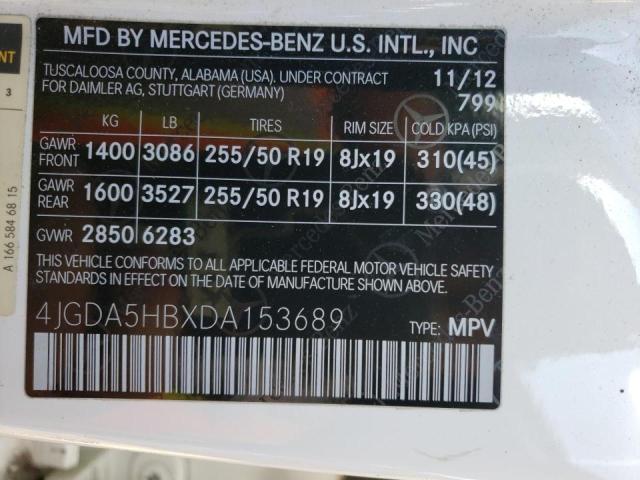 MFD BY MERCEDES-BENZ U.S. INTL., INC
TUSCALOOSA COUNTY, ALABAMA (USA). UNDER CONTRACT 11/12
FOR DAIMLER AG, STUTTGART (GERMANY) 799
KG LB TIRES RIM SIZE COLD KPA (PSI)
GAWR FRONT 1400 3086 255/50 R19 8Jx19 310(45)
GAWR REAR 1600 3527 255/50 R19 8Jx19 330(48)
GVWR 2850 6283
THIS VEHICLE CONFORMS TO ALL APPLICABLE FEDERAL MOTOR VEHICLE SAFETY
STANDARDS IN EFFECT ON THE DATE OF MANUFACTURE SHOWN ABOVE.
4JGDA5HBXDA153689
TYPE: MPV
A 166 584 68 15
3